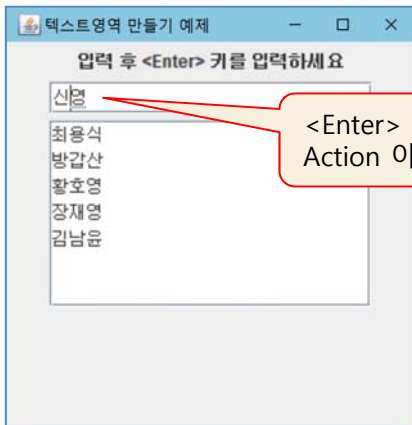 텍스트영역 만들기 예제
입력 후 <Enter> 키를 입력하세요
신영
<Enter>
Action
최용식
방갑산
황호영
장재영
김남윤